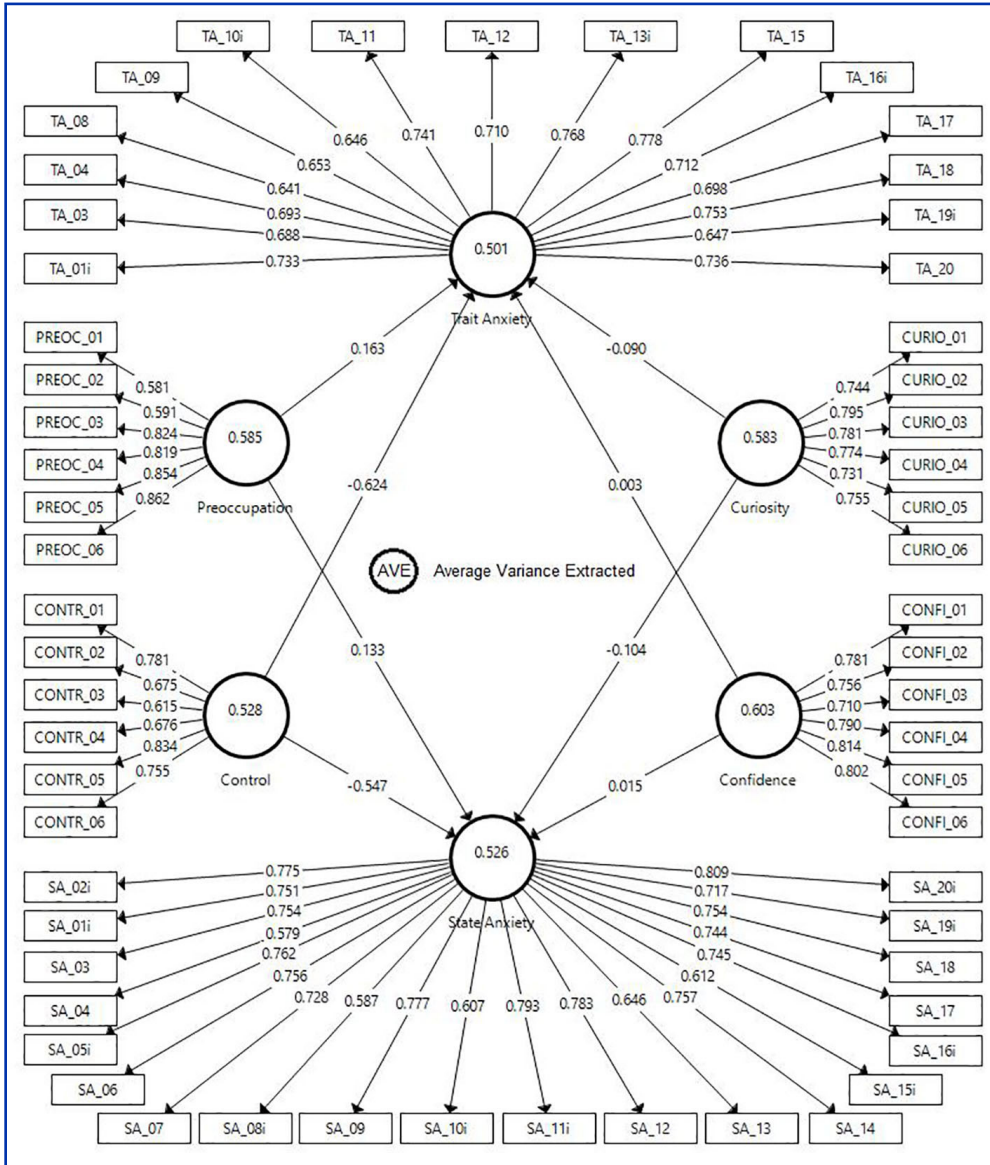 TA_10i
TA_11
TA_12
TA_13i
TA_15
TA_09
TA_16i
TA_08
TA_17
TA_04
TA_18
TA_03
TA_19i
TA_01i
TA_20
0.646
0.741
0.710
0.768
0.778
0.653
0.712
0.641
0.698
0.693
0.753
0.688
0.647
0.733
0.736
0.501
Trait Anxiety
PREOC_01
PREOC_02
PREOC_03
PREOC_04
PREOC_05
PREOC_06
0.581
0.591
0.824
0.819
0.854
0.862
0.585
Preoccupation
0.163
-0.090
CURIO_01
CURIO_02
CURIO_03
CURIO_04
CURIO_05
CURIO_06
0.744
0.795
0.781
0.774
0.731
0.755
0.583
Curiosity
-0.624
0.003
AVE Average Variance Extracted
CONTR_01
CONTR_02
CONTR_03
CONTR_04
CONTR_05
CONTR_06
0.781
0.675
0.615
0.676
0.834
0.755
0.528
Control
0.133
-0.104
CONFI_01
CONFI_02
CONFI_03
CONFI_04
CONFI_05
CONFI_06
0.781
0.756
0.710
0.790
0.814
0.802
0.603
Confidence
-0.547
0.015
0.526
State Anxiety
SA_02i
SA_01i
SA_03
SA_04
SA_05i
SA_06
SA_07
SA_08i
SA_09
SA_10i
SA_11i
SA_12
SA_13
SA_14
SA_15i
SA_16i
SA_17
SA_18
SA_19i
SA_20i
0.775
0.751
0.754
0.579
0.762
0.756
0.728
0.587
0.777
0.607
0.793
0.783
0.646
0.757
0.612
0.745
0.744
0.754
0.717
0.809